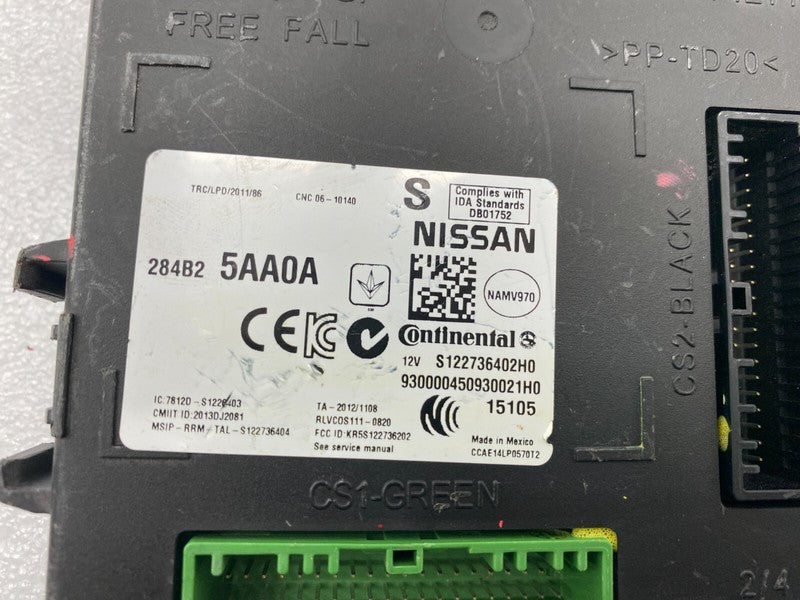 FREE FALL
>PP-TD20<
TRC/LPD/2011/86
CNC 06-10140
S
Complies with
IDA Standards
DB01752
NISSAN
284B2 5AA0A
NAMV970
CE KC Continental
12V S122736402H0
930000450930021H0
15105
IC:7812D-S1226403
CMIIT ID:2013DJ2081
MSIP-RRM-TAL-S122736404
TA-2012/1108
RLVCOS111-0820
FCC ID:KR5S122736202
See service manual
Made in Mexico
CCAE14LP0570T2
CS2-BLACK
CS1-GREEN
2/4